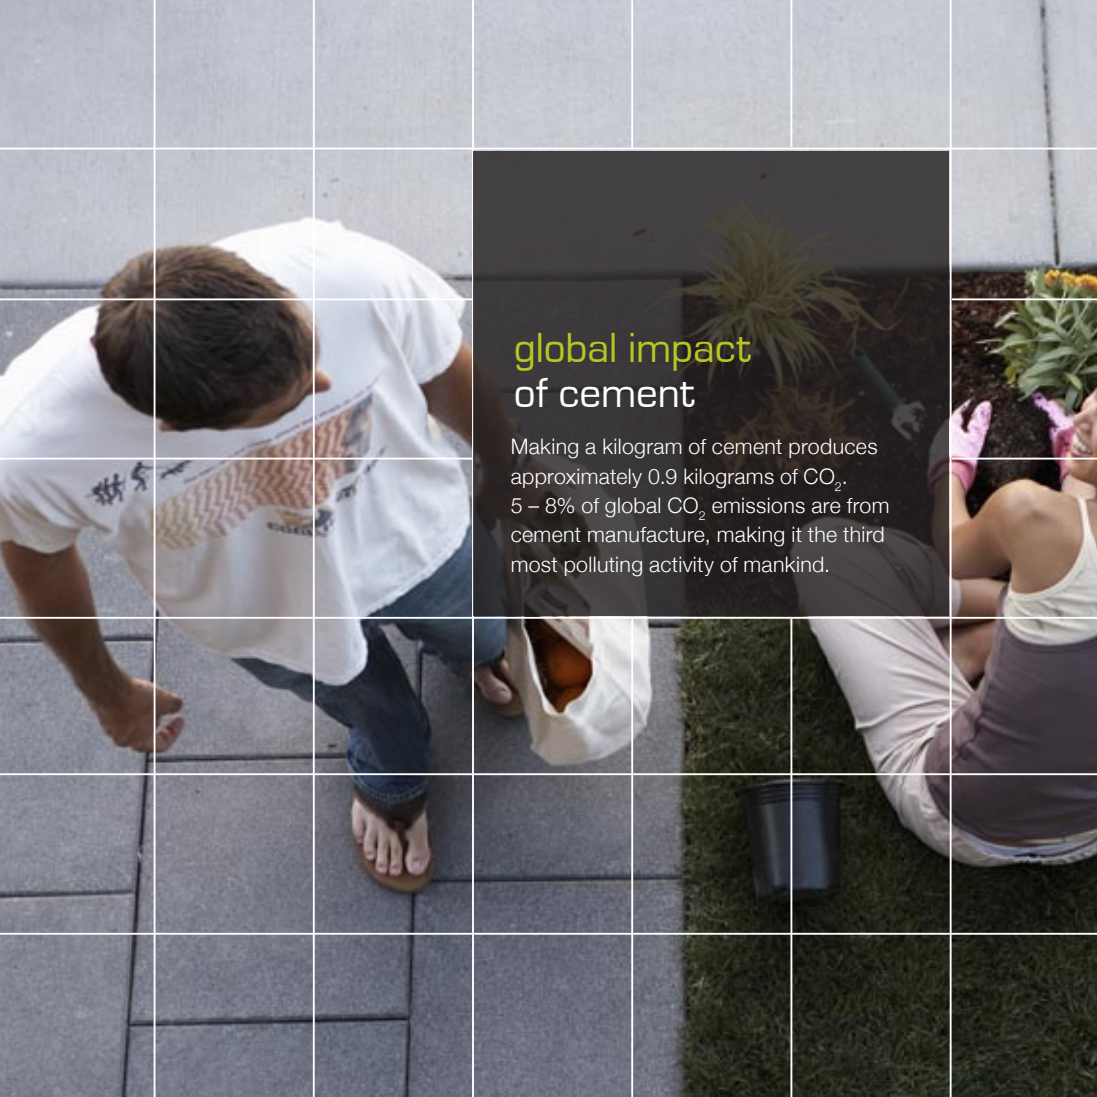 global impact
of cement
Making a kilogram of cement produces
approximately 0.9 kilograms of CO₂.
5 – 8% of global CO₂ emissions are from
cement manufacture, making it the third
most polluting activity of mankind.